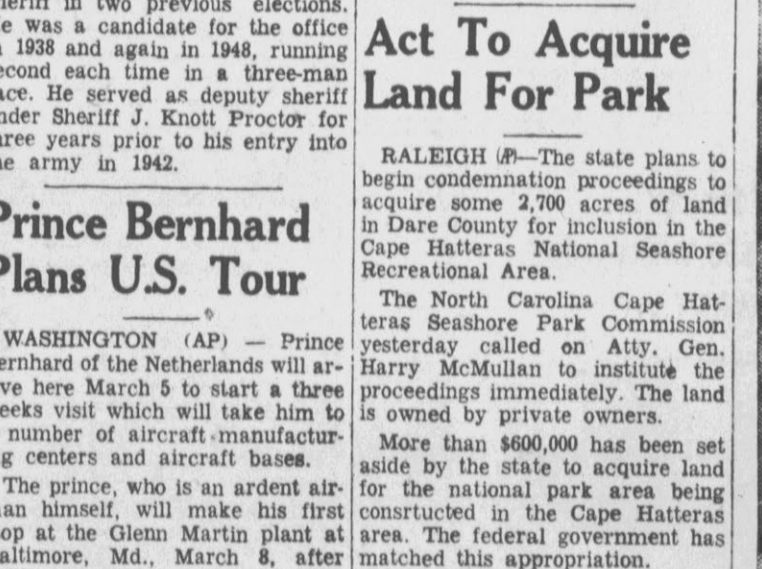 in two previous elections.
e was a candidate for the office
1938 and again in 1948, running
econd each time in a three-man
ace. He served as deputy sheriff
nder Sheriff J. Knott Proctor for
hree years prior to his entry into
he army in 1942.
Prince Bernhard
Plans U.S. Tour
WASHINGTON (AP) — Prince
ernhard of the Netherlands will ar-
ve here March 5 to start a three
eeks visit which will take him to
number of aircraft manufactur-
g centers and aircraft bases.
The prince, who is an ardent air-
an himself, will make his first
op at the Glenn Martin plant at
altimore, Md., March 8, after
Act To Acquire
Land For Park
RALEIGH (AP)—The state plans to
begin condemnation proceedings to
acquire some 2,700 acres of land
in Dare County for inclusion in the
Cape Hatteras National Seashore
Recreational Area.
The North Carolina Cape Hat-
teras Seashore Park Commission
yesterday called on Atty. Gen.
Harry McMullan to institute the
proceedings immediately. The land
is owned by private owners.
More than $600,000 has been set
aside by the state to acquire land
for the national park area being
consrtucted in the Cape Hatteras
area. The federal government has
matched this appropriation.